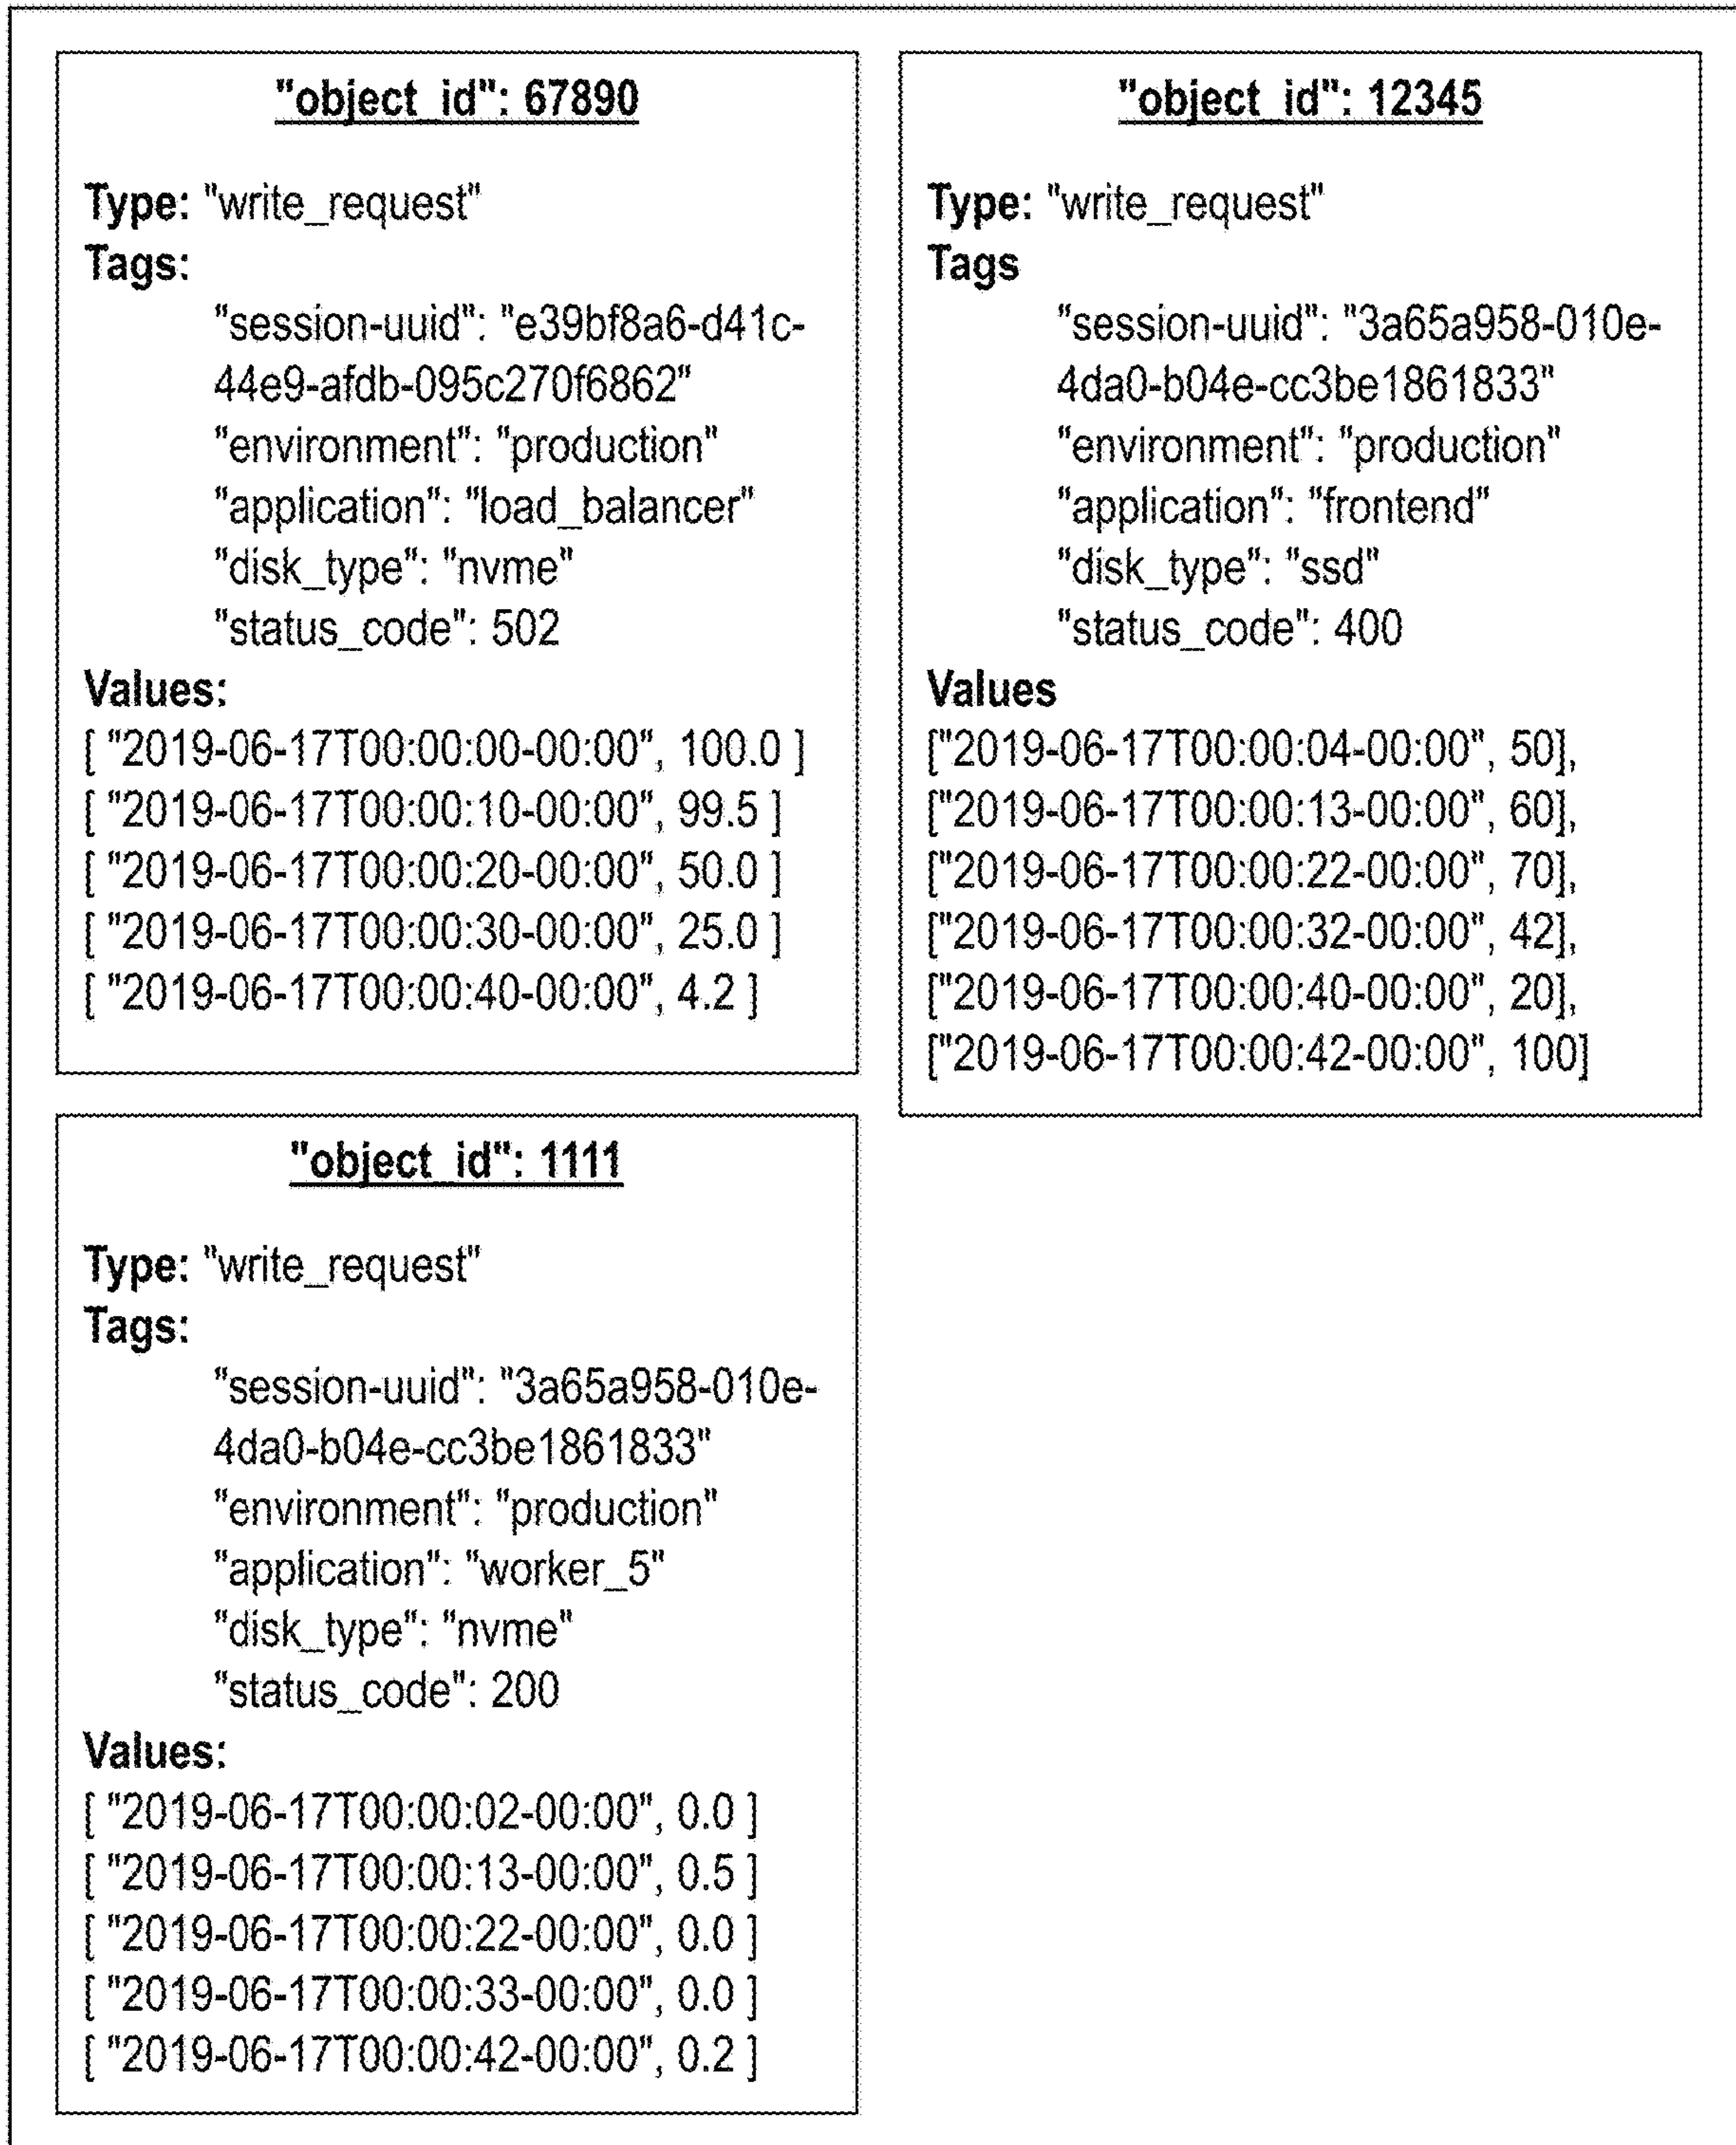 "object_id": 67890
Type: "write_request"
Tags:
"session-uuid": "e39bf8a6-d41c-
44e9-afdb-095c270f6862"
"environment": "production"
"application": "load_balancer"
"disk_type": "nvme"
"status_code": 502
Values:
[ "2019-06-17T00:00:00-00:00", 100.0 ]
[ "2019-06-17T00:00:10-00:00", 99.5 ]
[ "2019-06-17T00:00:20-00:00", 50.0 ]
[ "2019-06-17T00:00:30-00:00", 25.0 ]
[ "2019-06-17T00:00:40-00:00", 4.2 ]
"object_id": 12345
Type: "write_request"
Tags
"session-uuid": "3a65a958-010e-
4da0-b04e-cc3be1861833"
"environment": "production"
"application": "frontend"
"disk_type": "ssd"
"status_code": 400
Values
["2019-06-17T00:00:04-00:00", 50],
["2019-06-17T00:00:13-00:00", 60],
["2019-06-17T00:00:22-00:00", 70],
["2019-06-17T00:00:32-00:00", 42],
["2019-06-17T00:00:40-00:00", 20],
["2019-06-17T00:00:42-00:00", 100]
"object_id": 1111
Type: "write_request"
Tags:
"session-uuid": "3a65a958-010e-
4da0-b04e-cc3be1861833"
"environment": "production"
"application": "worker_5"
"disk_type": "nvme"
"status_code": 200
Values:
[ "2019-06-17T00:00:02-00:00", 0.0 ]
[ "2019-06-17T00:00:13-00:00", 0.5 ]
[ "2019-06-17T00:00:22-00:00", 0.0 ]
[ "2019-06-17T00:00:33-00:00", 0.0 ]
[ "2019-06-17T00:00:42-00:00", 0.2 ]